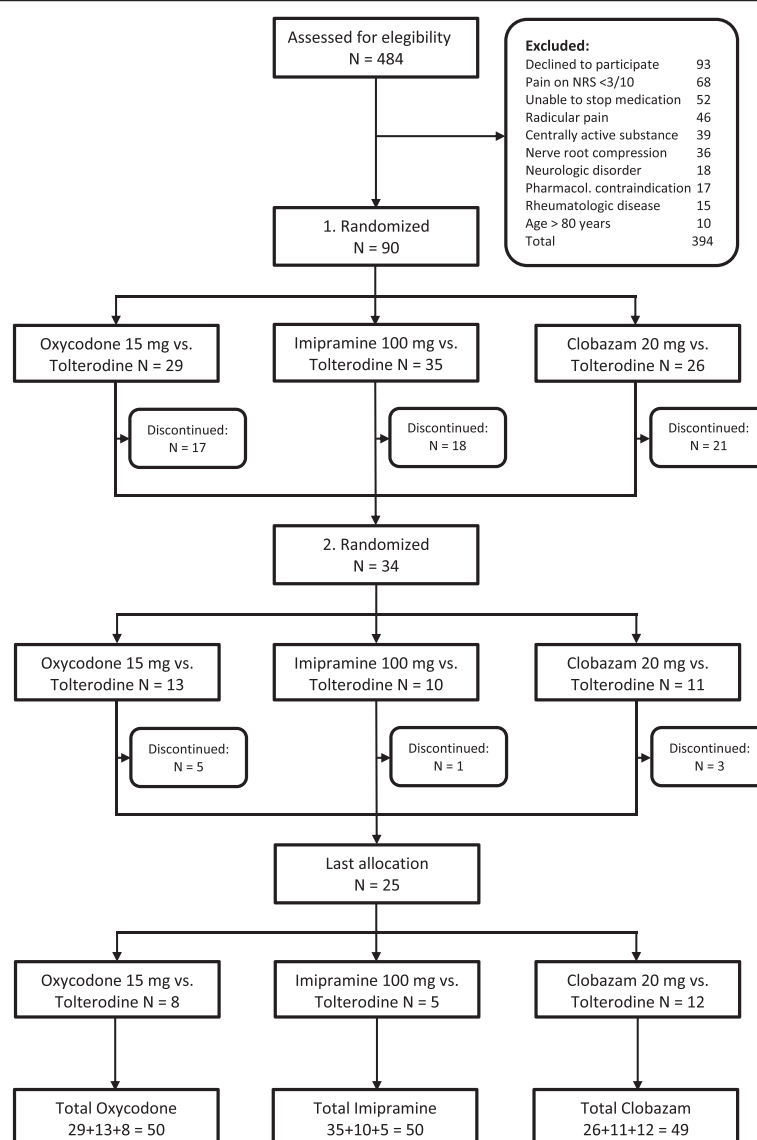 Assessed for elegibility
N = 484
Excluded:
Declined to participate 93
Pain on NRS <3/10 68
Unable to stop medication 52
Radicular pain 46
Centrally active substance 39
Nerve root compression 36
Neurologic disorder 18
Pharmacol. contraindication 17
Rheumatologic disease 15
Age > 80 years 10
Total 394
1. Randomized
N = 90
Oxycodone 15 mg vs.
Tolterodine N = 29
Imipramine 100 mg vs.
Tolterodine N = 35
Clobazam 20 mg vs.
Tolterodine N = 26
Discontinued:
N = 17
Discontinued:
N = 18
Discontinued:
N = 21
2. Randomized
N = 34
Oxycodone 15 mg vs.
Tolterodine N = 13
Imipramine 100 mg vs.
Tolterodine N = 10
Clobazam 20 mg vs.
Tolterodine N = 11
Discontinued:
N = 5
Discontinued:
N = 1
Discontinued:
N = 3
Last allocation
N = 25
Oxycodone 15 mg vs.
Tolterodine N = 8
Imipramine 100 mg vs.
Tolterodine N = 5
Clobazam 20 mg vs.
Tolterodine N = 12
Total Oxycodone
29+13+8 = 50
Total Imipramine
35+10+5 = 50
Total Clobazam
26+11+12 = 49